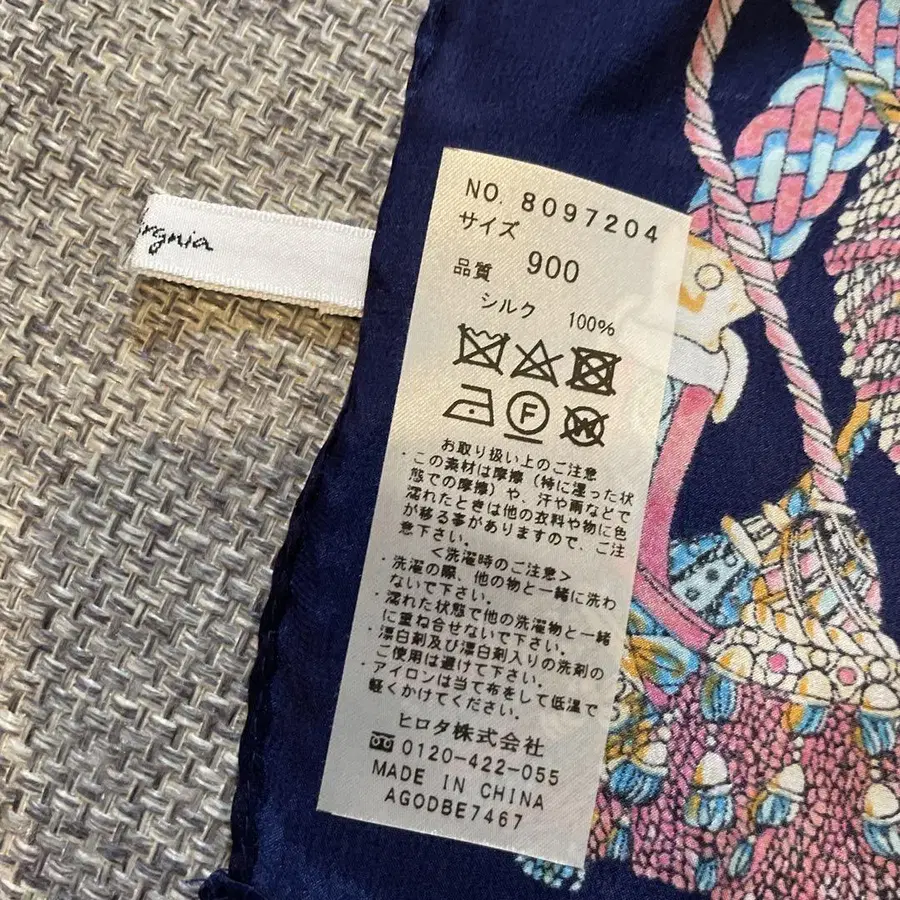 NO. 8097204
サイズ
900
品質
シルク 100%
F
W
お取り扱い上のご注意
・この素材は摩擦（特に湿った状
態での摩擦）や、汗や雨などで
濡れたときは他の衣料や物に色
が移る事がありますので、ご注
意下さい。
＜洗濯時のご注意＞
・洗濯の際、他の物と一緒に洗わ
ないで下さい。
・濡れた状態で他の洗濯物と一緒
に重ね合せないで下さい。
・漂白剤及び漂白剤入りの洗剤の
ご使用は避けて下さい。
・アイロンは当て布をして低温で
軽くかけてください。
ヒロタ株式会社
0120-422-055
MADE IN CHINA
AGODBE7467